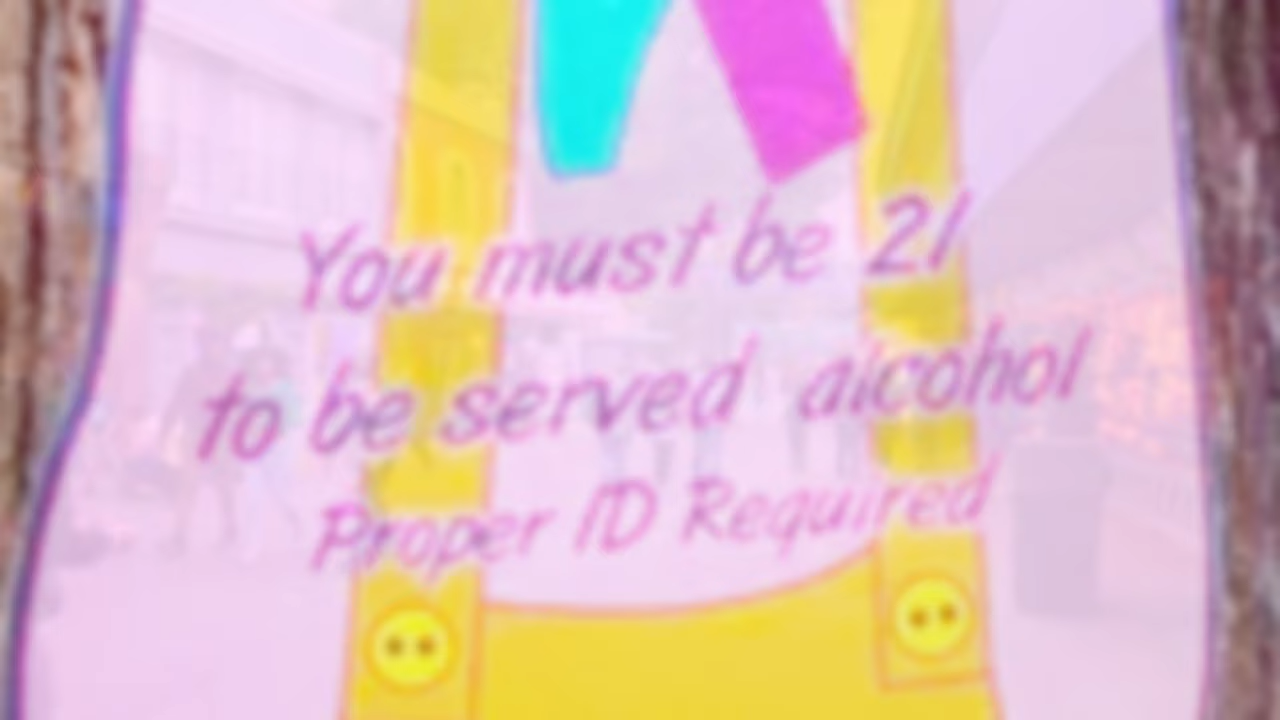 You must be 21
to be served alcohol
Proper ID Required